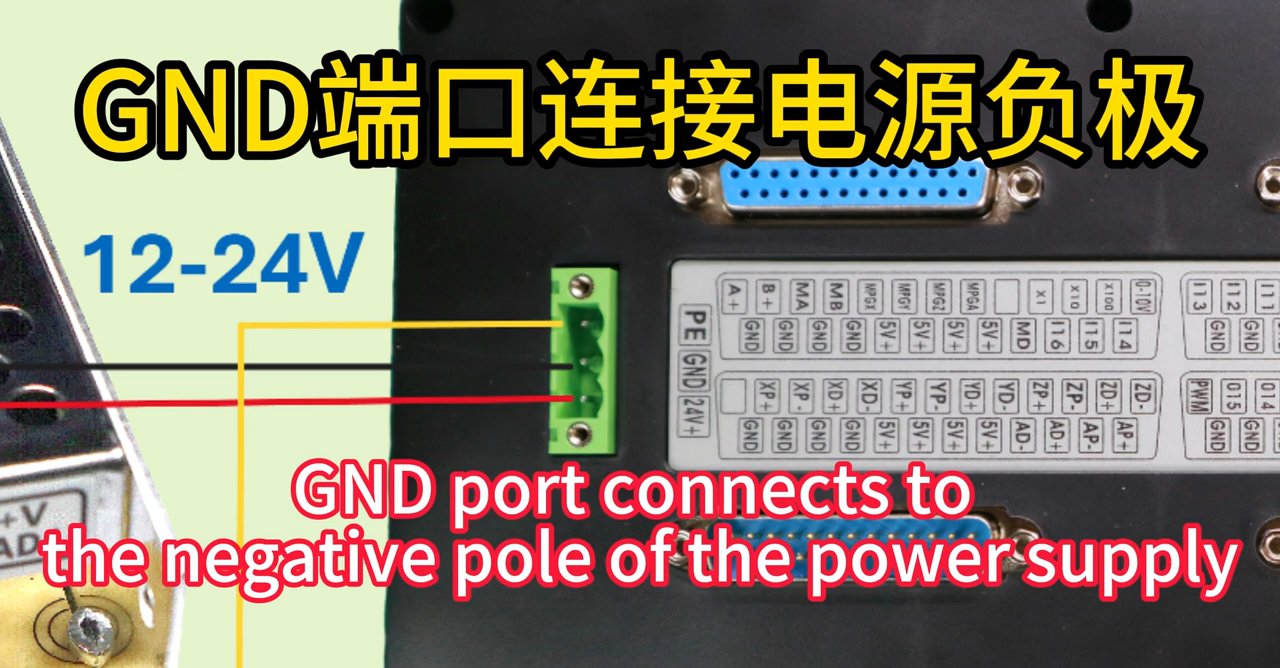 GND端口连接电源负极
12-24V
PE GND 24V+
A+ B+ MA MB MPGX MPGY MPGZ MPGA X1 X10 X100 0-10V
GND GND GND GND 5V+ 5V+ 5V+ 5V+ MD I16 I15 I14
XP+ XP- XD+ XD- YP+ YP- YD+ YD- ZP+ ZP- ZD+ ZD-
GND GND GND GND 5V+ 5V+ 5V+ 5V+ AD- AD+ AP- AP+
I13 I12 I11
GND GND GND
PWM O15 O14
GND GND GND
GND port connects to
the negative pole of the power supply
+V
AD